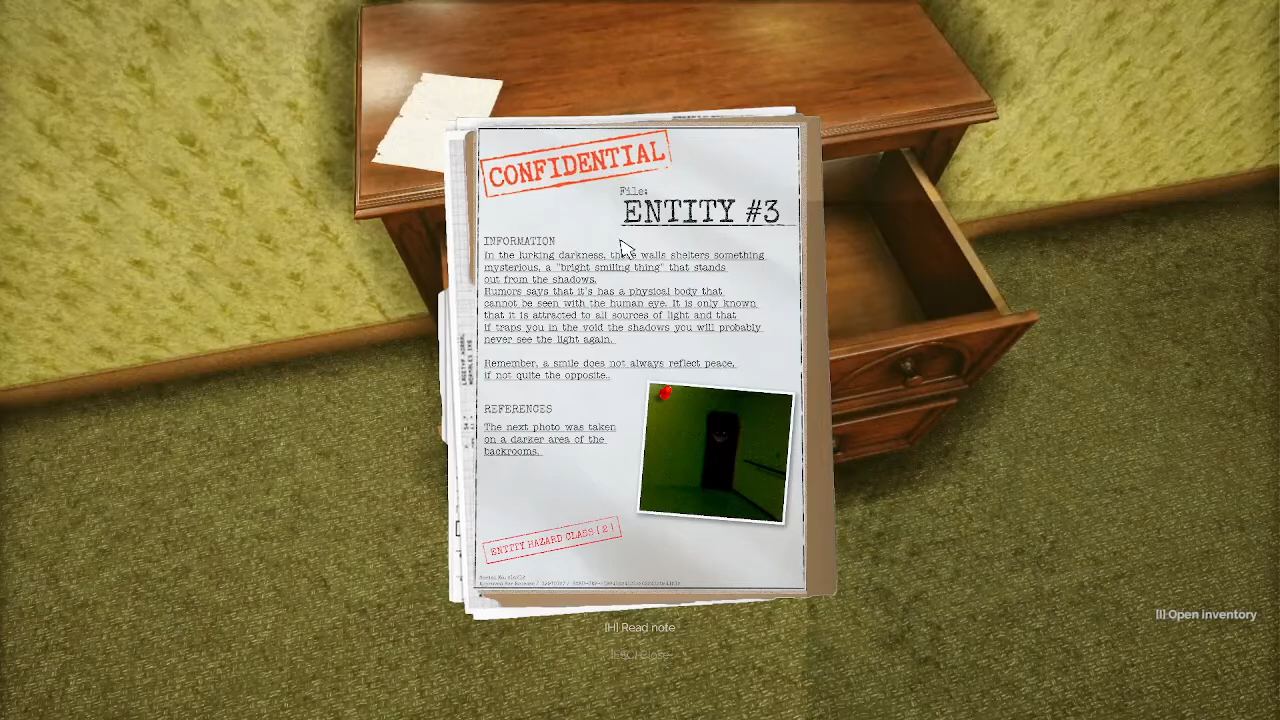 CONFIDENTIAL
File:
ENTITY #3
INFORMATION
In the lurking darkness, these walls shelters something
mysterious, a "bright smiling thing" that stands
out from the shadows.
Rumors says that it's has a physical body that
cannot be seen with the human eye. It is only known
that it is attracted to all sources of light and that
if traps you in the void the shadows you will probably
never see the light again.
Remember, a smile does not always reflect peace,
if not quite the opposite.
REFERENCES
The next photo was taken
on a darker area of the
backrooms.
ENTITY HAZARD CLASS [2]
[H] Read note
[ESC] Close
[I] Open inventory